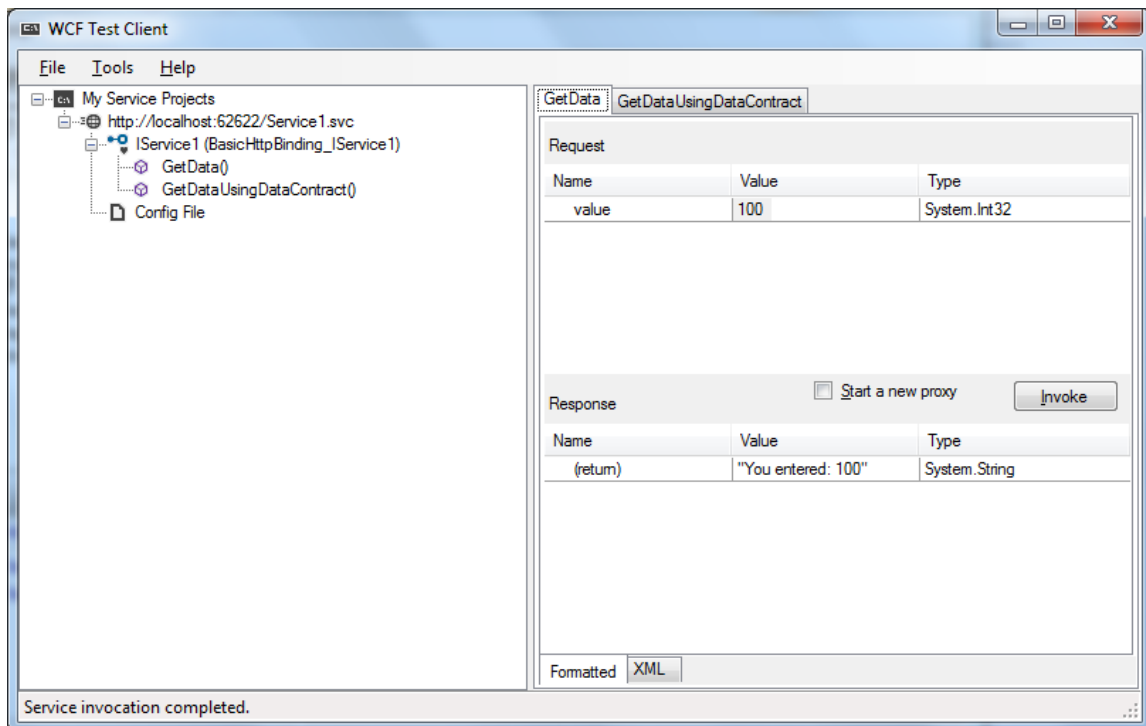 WCF Test Client
File Tools Help
My Service Projects
http://localhost:62622/Service1.svc
IService1 (BasicHttpBinding_IService1)
GetData()
GetDataUsingDataContract()
Config File
GetData GetDataUsingDataContract
Request
Name Value Type
value 100 System.Int32
Response Start a new proxy Invoke
Name Value Type
(return) "You entered: 100" System.String
Formatted XML
Service invocation completed.